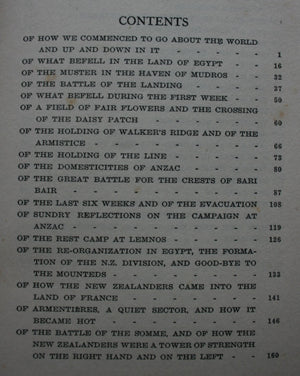 CONTENTS
OF HOW WE COMMENCED TO GO ABOUT THE WORLD
AND UP AND DOWN IN IT - - - - - 1
OF WHAT BEFELL IN THE LAND OF EGYPT - - 16
OF THE MUSTER IN THE HAVEN OF MUDROS - - 32
OF THE BATTLE OF THE LANDING - - - 37
OF WHAT BEFELL DURING THE FIRST WEEK - - 50
OF A FIELD OF FAIR FLOWERS AND THE CROSSING
OF THE DAISY PATCH - - - - - 60
OF THE HOLDING OF WALKER'S RIDGE AND OF THE
ARMISTICE - - - - - - - 66
OF THE HOLDING OF THE LINE - - - - 73
OF THE DOMESTICITIES OF ANZAC - - - 80
OF THE GREAT BATTLE FOR THE CRESTS OF SARI
BAIR - - - - - - - - 87
OF THE LAST SIX WEEKS AND OF THE EVACUATION 108
OF SUNDRY REFLECTIONS ON THE CAMPAIGN AT
ANZAC - - - - - - - - 119
OF THE REST CAMP AT LEMNOS - - - - 126
OF THE RE-ORGANIZATION IN EGYPT, THE FORMA-
TION OF THE N.Z. DIVISION, AND GOOD-BYE TO
THE MOUNTEDS - - - - - - 133
OF HOW THE NEW ZEALANDERS CAME INTO THE
LAND OF FRANCE - - - - - - 141
OF ARMENTIERES, A QUIET SECTOR, AND HOW IT
BECAME HOT - - - - - - - 146
OF THE BATTLE OF THE SOMME, AND OF HOW THE
NEW ZEALANDERS WERE A TOWER OF STRENGTH
ON THE RIGHT HAND AND ON THE LEFT - - 160